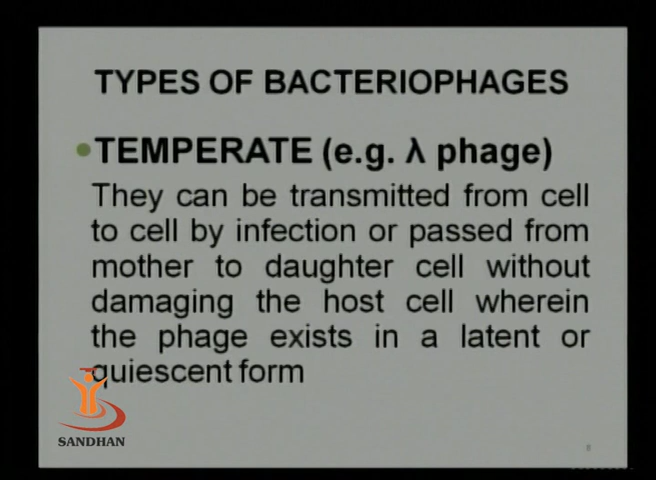 TYPES OF BACTERIOPHAGES
•TEMPERATE (e.g. λ phage)
They can be transmitted from cell
to cell by infection or passed from
mother to daughter cell without
damaging the host cell wherein
the phage exists in a latent or
quiescent form
SANDHAN